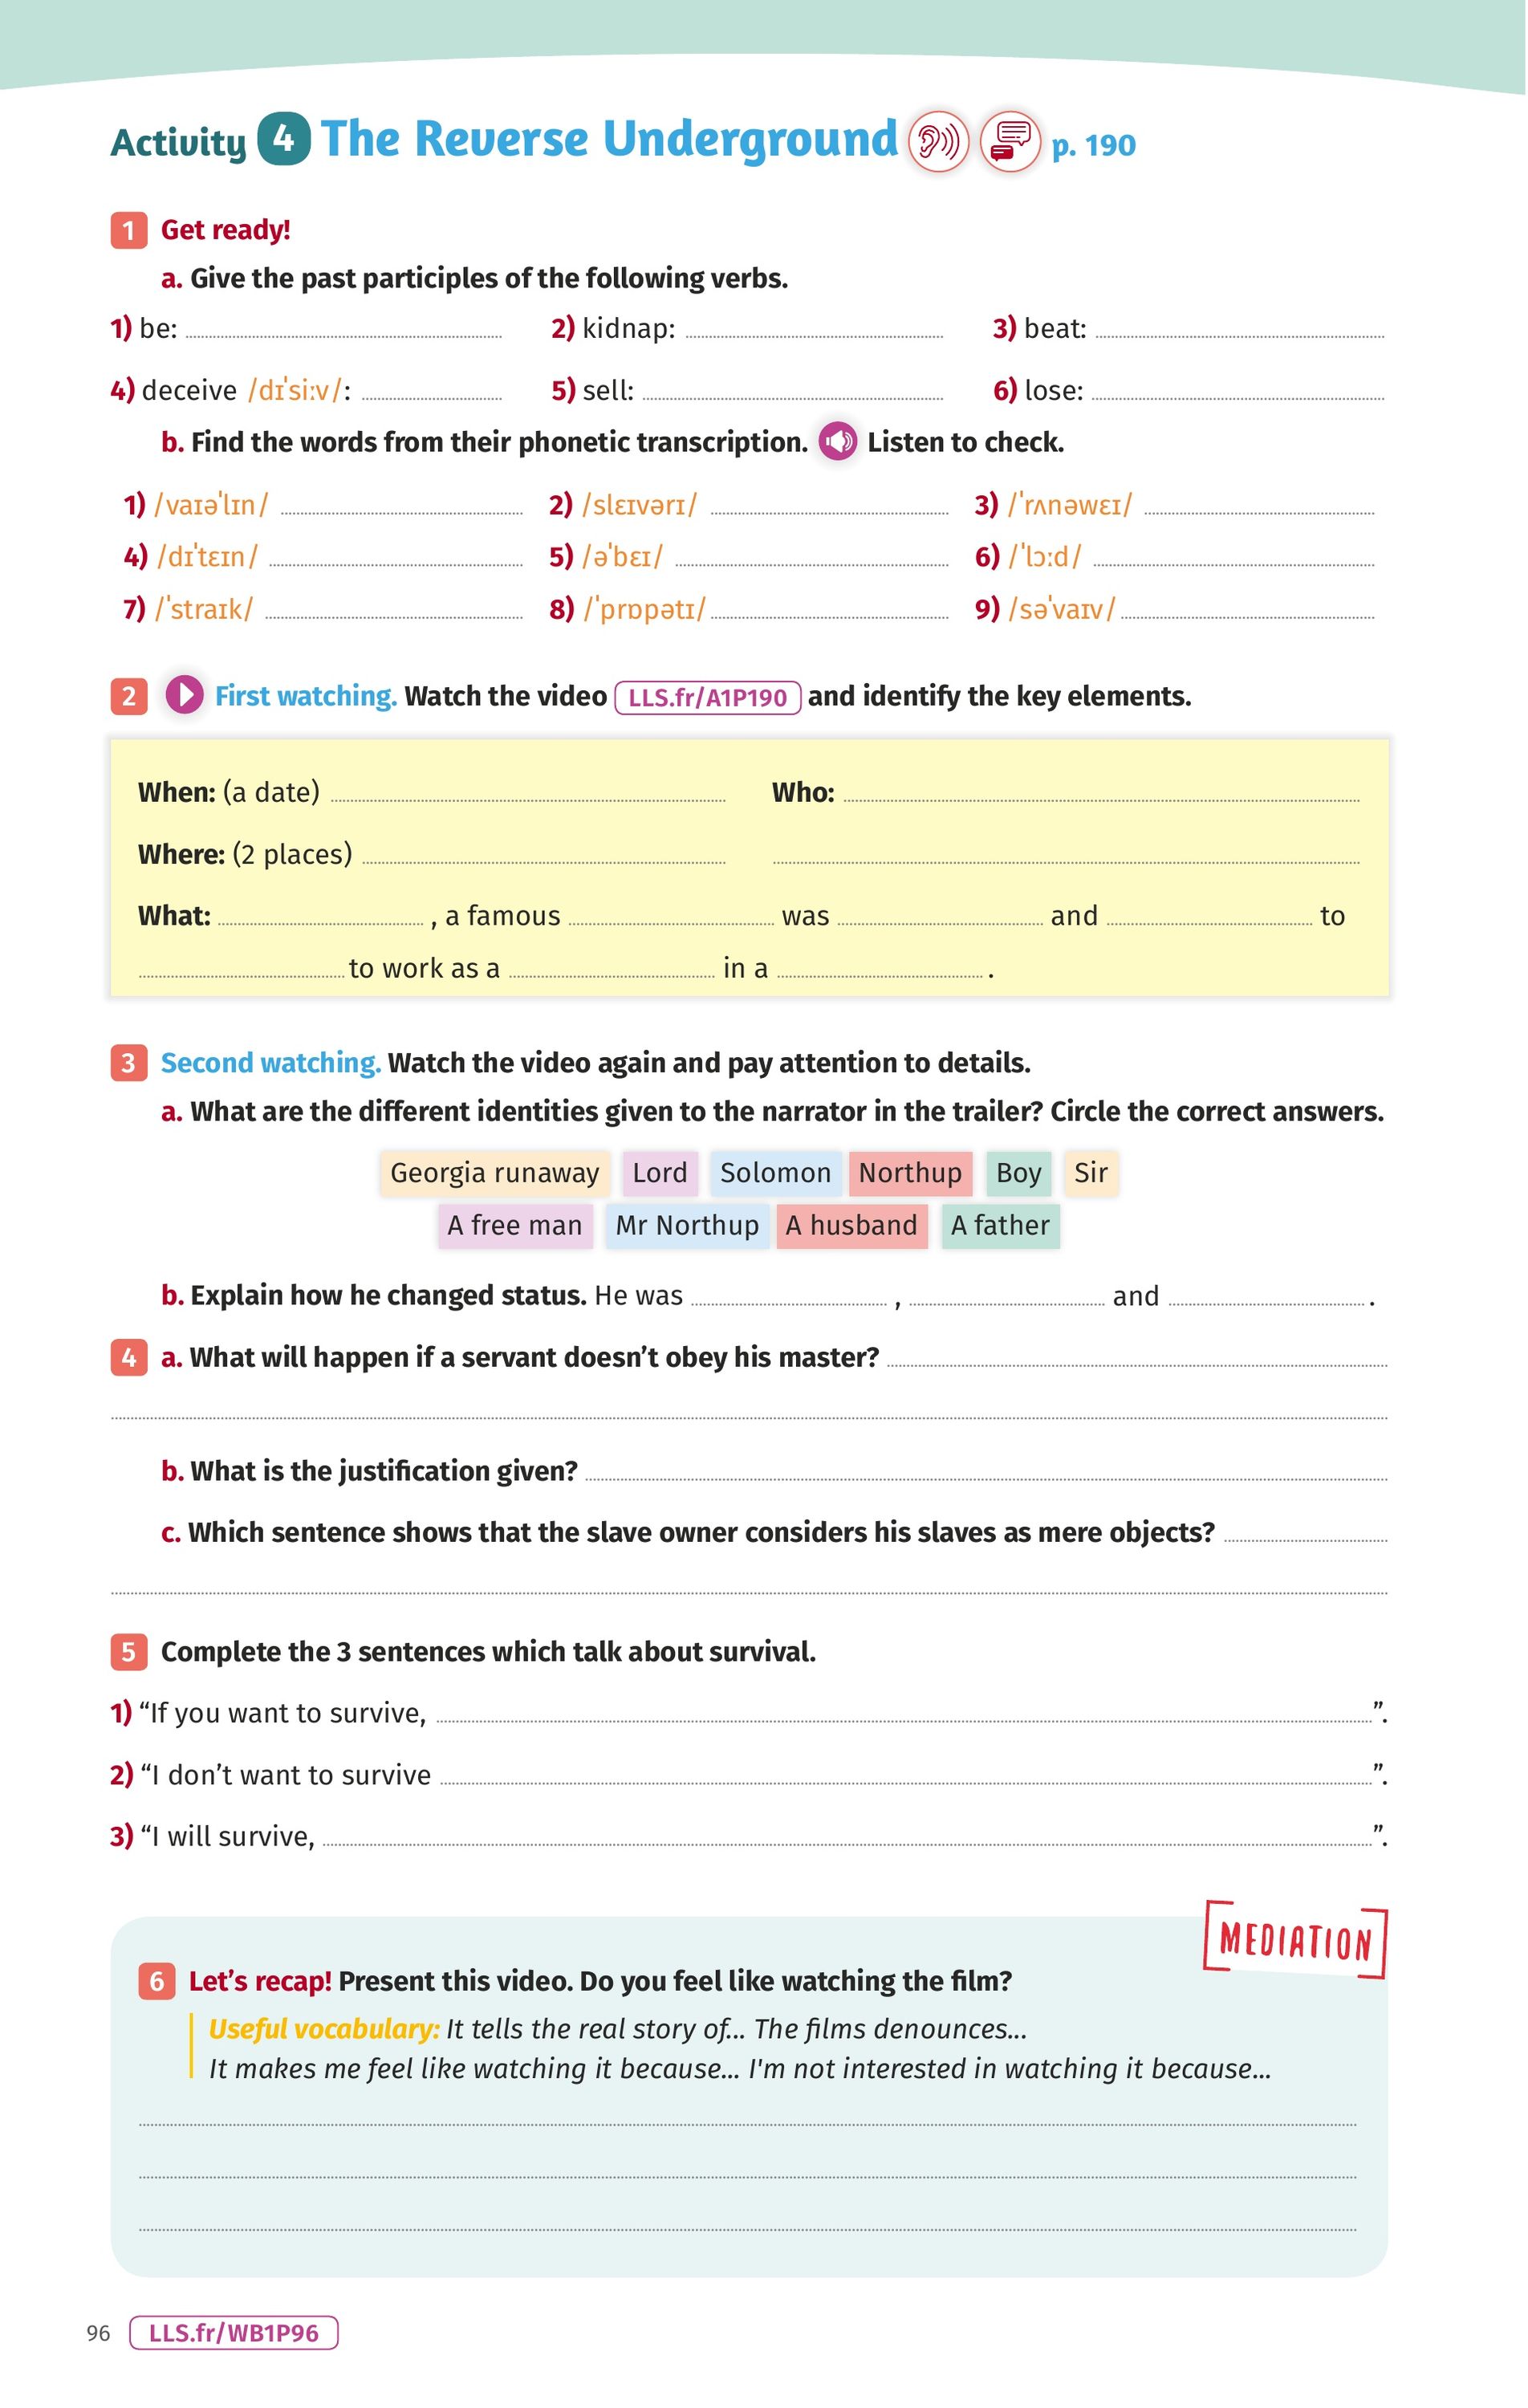 Activity 4 The Reverse Underground p. 190
1 Get ready!
a. Give the past participles of the following verbs.
1) be: 2) kidnap: 3) beat:
4) deceive /dɪˈsiːv/: 5) sell: 6) lose:
b. Find the words from their phonetic transcription. Listen to check.
1) /vaɪəˈlɪn/ 2) /slɛɪvərɪ/ 3) /ˈrʌnəwɛɪ/
4) /dɪˈtɛɪn/ 5) /əˈbɛɪ/ 6) /ˈlɔːd/
7) /ˈstraɪk/ 8) /ˈprɒpətɪ/ 9) /səˈvaɪv/
2 First watching. Watch the video LLS.fr/A1P190 and identify the key elements.
When: (a date) Who:
Where: (2 places)
What: , a famous was and to
to work as a in a .
3 Second watching. Watch the video again and pay attention to details.
a. What are the different identities given to the narrator in the trailer? Circle the correct answers.
Georgia runaway Lord Solomon Northup Boy Sir
A free man Mr Northup A husband A father
b. Explain how he changed status. He was , and .
4 a. What will happen if a servant doesn’t obey his master?
b. What is the justification given?
c. Which sentence shows that the slave owner considers his slaves as mere objects?
5 Complete the 3 sentences which talk about survival.
1) “If you want to survive, ”.
2) “I don’t want to survive ”.
3) “I will survive, ”.
MEDIATION
6 Let’s recap! Present this video. Do you feel like watching the film?
Useful vocabulary: It tells the real story of... The films denounces...
It makes me feel like watching it because... I'm not interested in watching it because...
96 LLS.fr/WB1P96